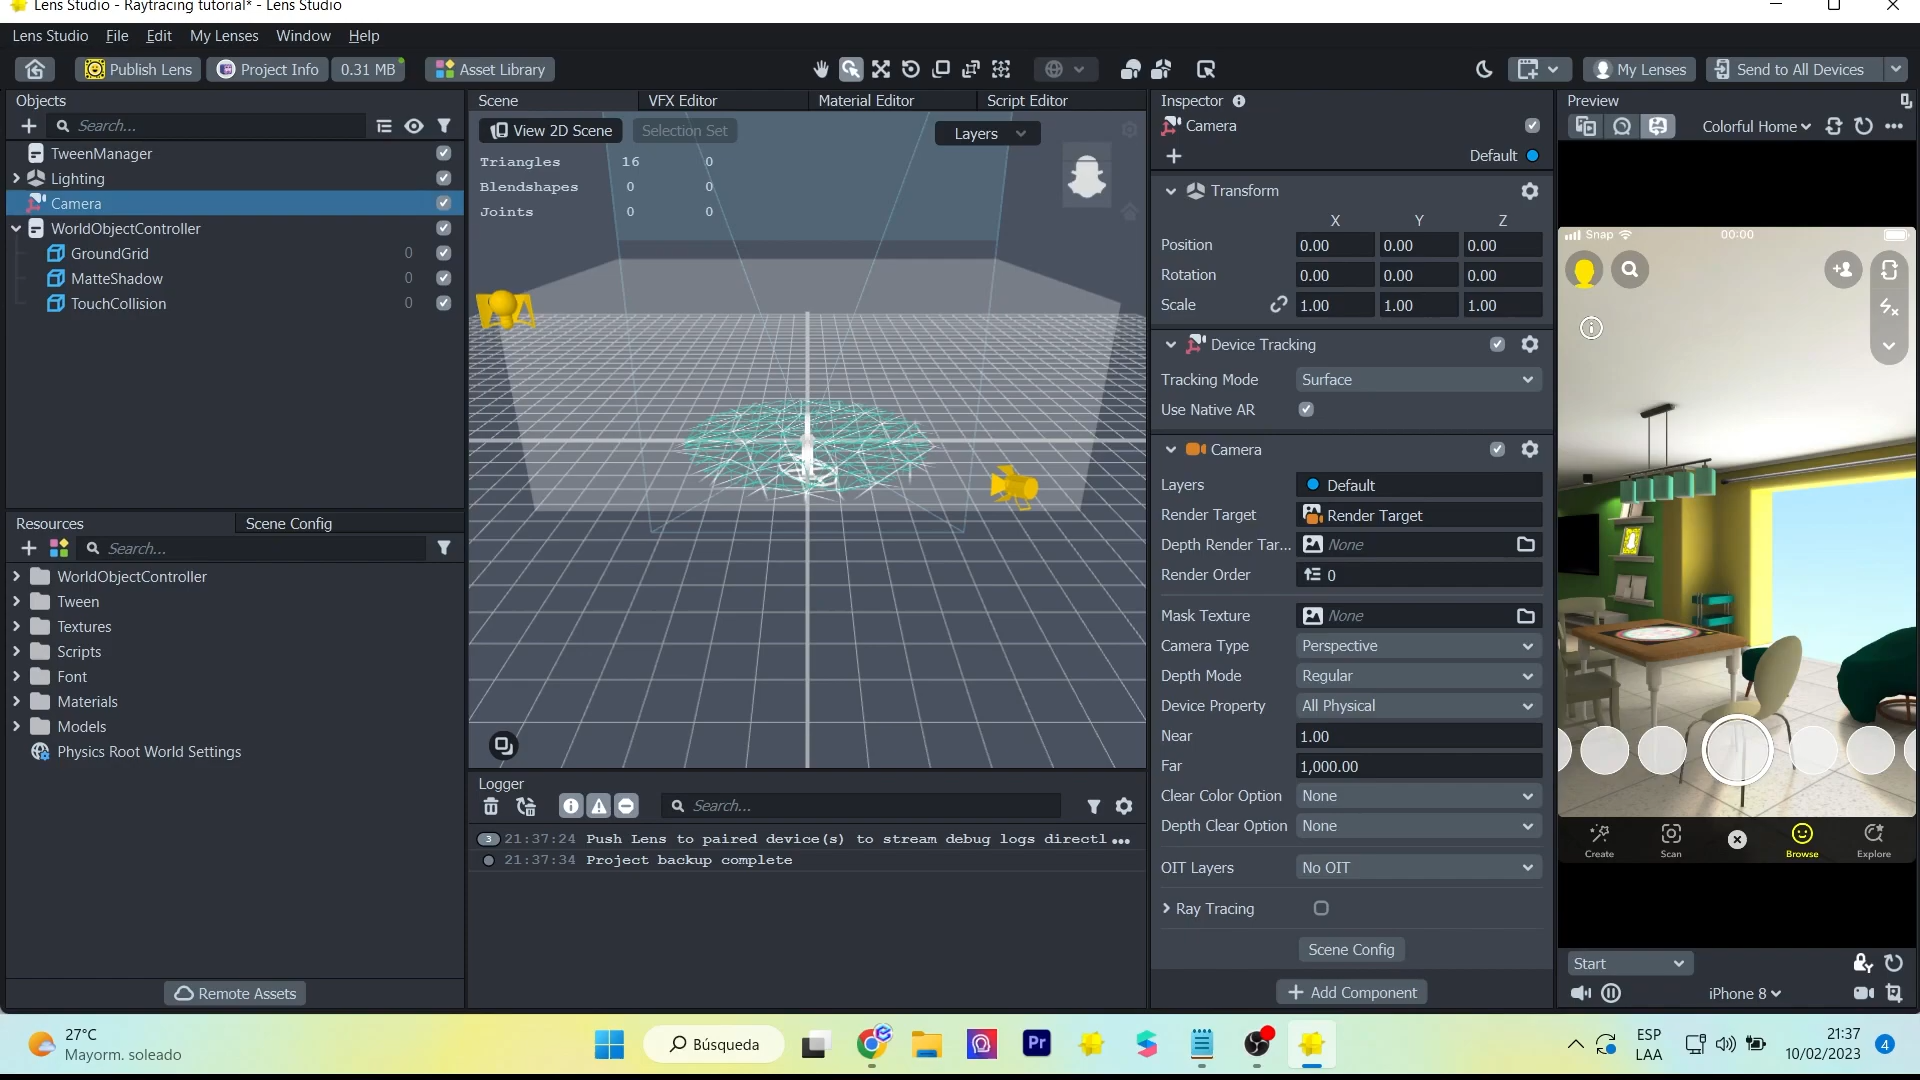 Lens Studio - Raytracing tutorial* - Lens Studio
Lens Studio File Edit My Lenses Window Help
Publish Lens Project Info 0.31 MB Asset Library My Lenses Send to All Devices
Objects
Search...
TweenManager
Lighting
Camera
WorldObjectController
GroundGrid 0
MatteShadow 0
TouchCollision 0
Resources Scene Config
Search...
WorldObjectController
Tween
Textures
Scripts
Font
Materials
Models
Physics Root World Settings
Remote Assets
Scene VFX Editor Material Editor Script Editor
View 2D Scene Selection Set Layers
Triangles 16 0
Blendshapes 0 0
Joints 0 0
Logger
Search...
3 21:37:24 Push Lens to paired device(s) to stream debug logs directl ...
21:37:34 Project backup complete
Inspector
Camera
Default
Transform
X Y Z
Position 0.00 0.00 0.00
Rotation 0.00 0.00 0.00
Scale 1.00 1.00 1.00
Device Tracking
Tracking Mode Surface
Use Native AR
Camera
Layers Default
Render Target Render Target
Depth Render Tar... None
Render Order 0
Mask Texture None
Camera Type Perspective
Depth Mode Regular
Device Property All Physical
Near 1.00
Far 1,000.00
Clear Color Option None
Depth Clear Option None
OIT Layers No OIT
Ray Tracing
Scene Config
+ Add Component
Preview
Colorful Home
Snap 00:00
Create Scan Browse Explore
Start
iPhone 8
27°C
Mayorm. soleado
Búsqueda
Pr
ESP
LAA
21:37
10/02/2023
4